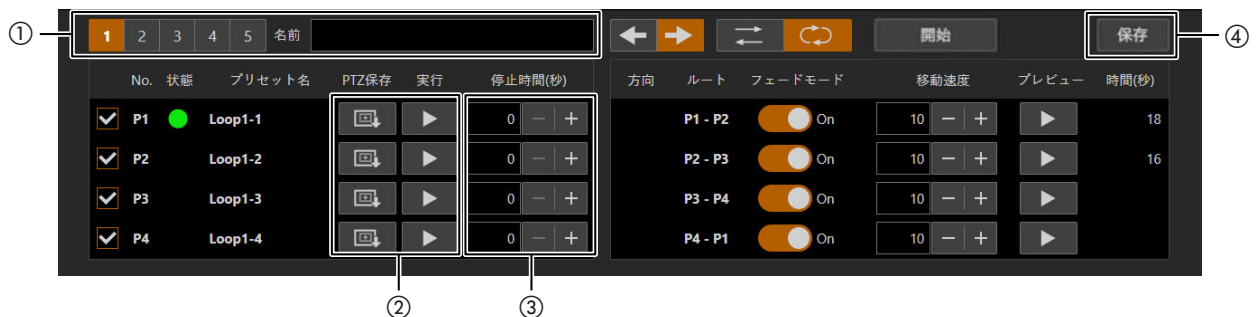 ①
1 2 3 4 5 名前
開始
保存
④
No. 状態 プリセット名 PTZ保存 実行 停止時間(秒) 方向 ルート フェードモード 移動速度 プレビュー 時間(秒)
P1 Loop1-1 0 − + P1 - P2 On 10 − + 18
P2 Loop1-2 0 − + P2 - P3 On 10 − + 16
P3 Loop1-3 0 − + P3 - P4 On 10 − +
P4 Loop1-4 0 − + P4 - P1 On 10 − +
② ③